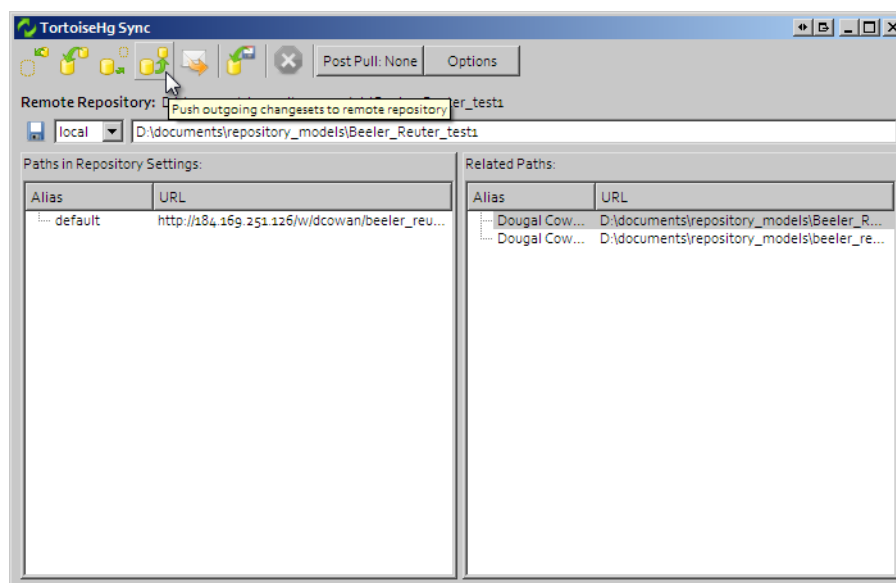 TortoiseHg Sync
Post Pull: None Options
Remote Repository: er_test1
Push outgoing changesets to remote repository
local D:\documents\repository_models\Beeler_Reuter_test1
Paths in Repository Settings: Related Paths:
Alias URL Alias URL
default http://184.169.251.126/w/dcowan/beeler_reu... Dougal Cow... D:\documents\repository_models\Beeler_R...
Dougal Cow... D:\documents\repository_models\beeler_re...